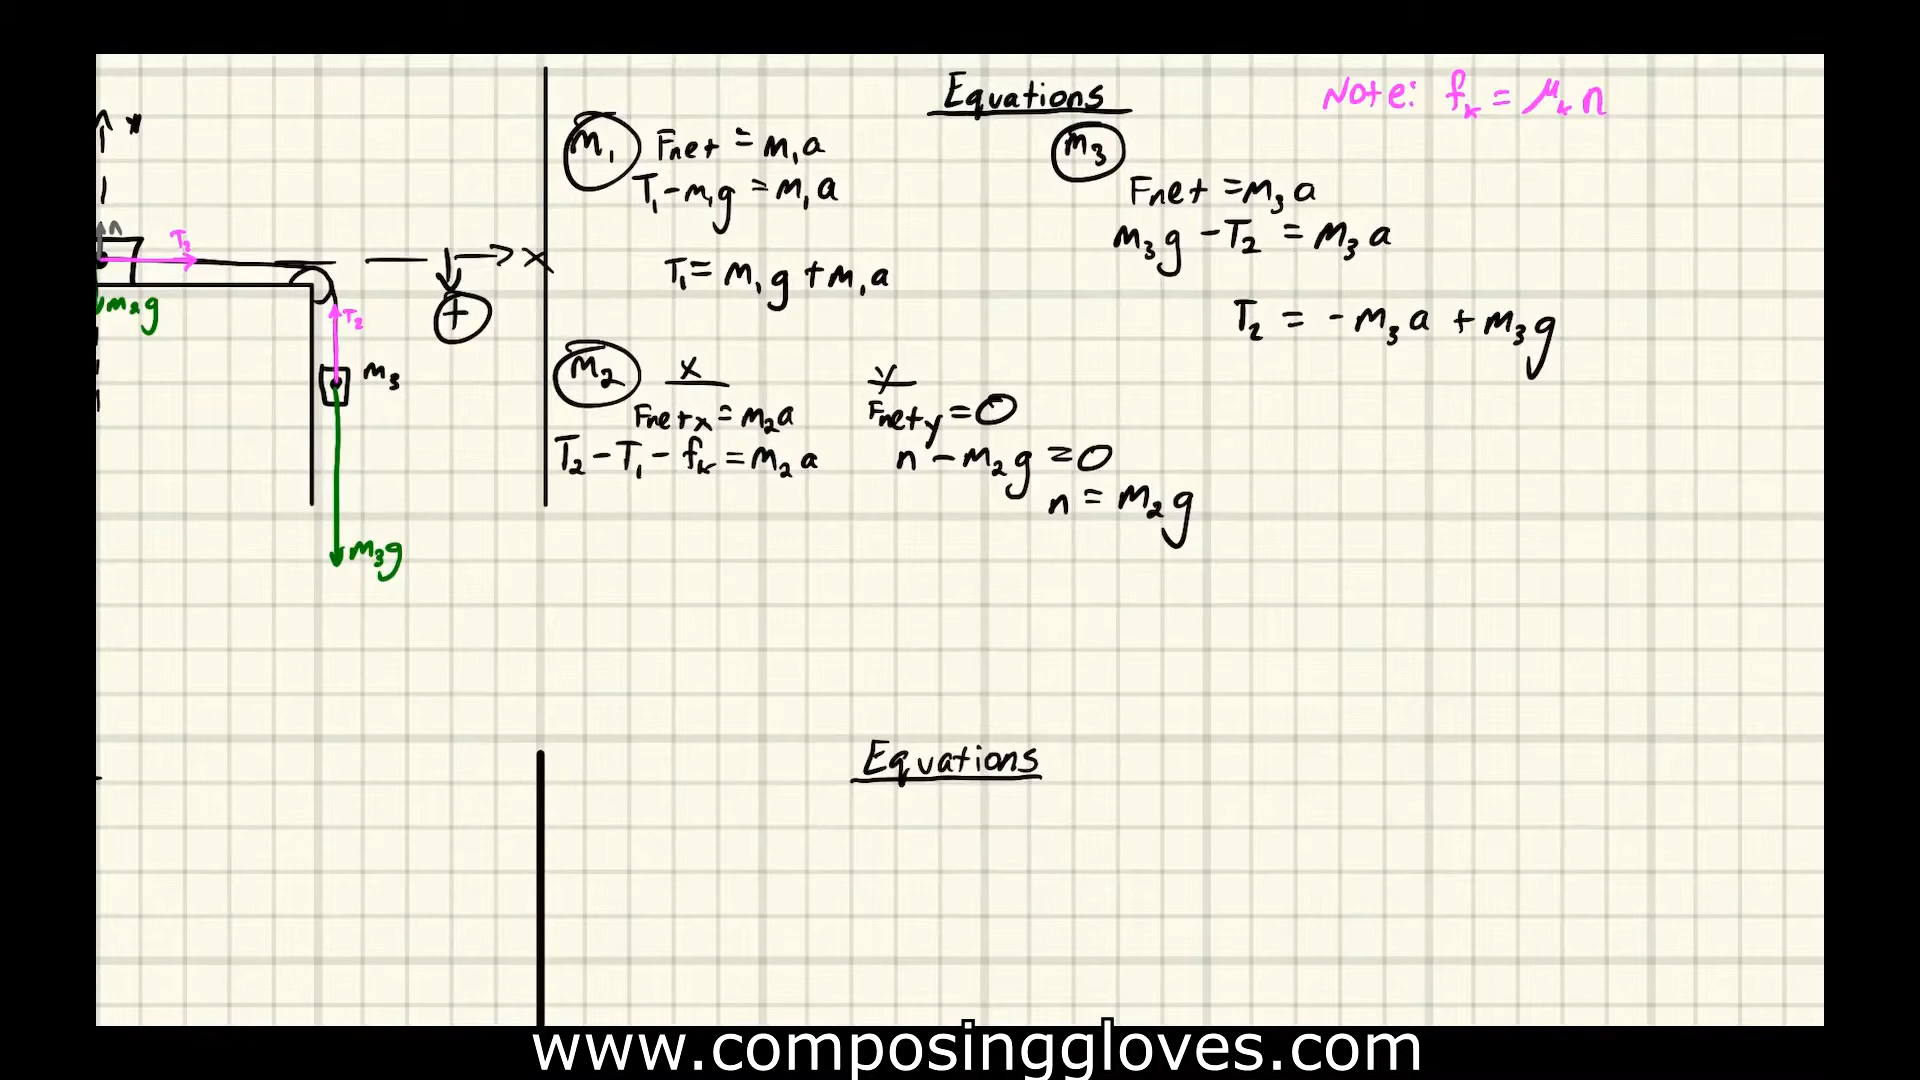 Equations
Note: fₖ = μₖ n
m₁
Fnet = m₁a
T₁ - m₁g = m₁a
T₁ = m₁g + m₁a
m₃
Fnet = m₃a
m₃g - T₂ = m₃a
T₂ = -m₃a + m₃g
m₂
x
Fnetx = m₂a
T₂ - T₁ - fₖ = m₂a
y
Fnety = 0
n - m₂g = 0
n = m₂g
n
T₂
x
+
m₂g
T₂
m₃
m₃g
Equations
www.composinggloves.com